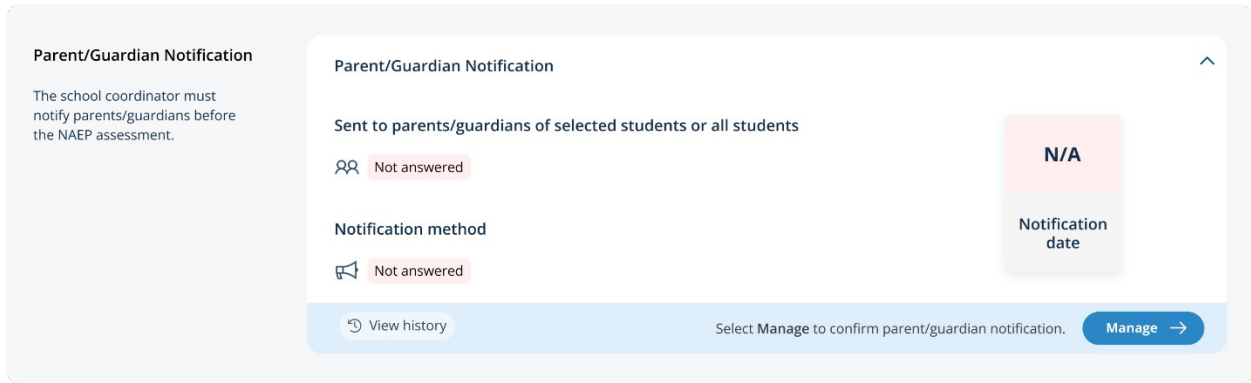 Parent/Guardian Notification
The school coordinator must
notify parents/guardians before
the NAEP assessment.
Parent/Guardian Notification
Sent to parents/guardians of selected students or all students
Not answered
Notification method
Not answered
N/A
Notification
date
View history
Select Manage to confirm parent/guardian notification.
Manage